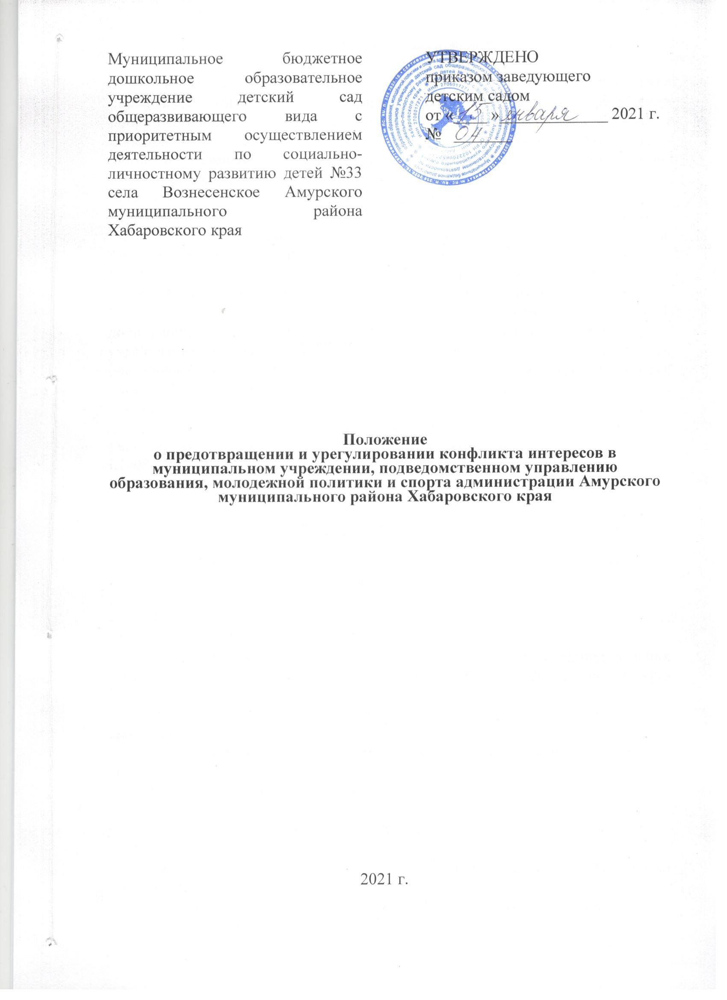 Муниципальное бюджетное
дошкольное образовательное
учреждение детский сад
общеразвивающего вида с
приоритетным осуществлением
деятельности по социально-
личностному развитию детей №33
села Вознесенское Амурского
муниципального района
Хабаровского края
УТВЕРЖДЕНО
приказом заведующего
детским садом
от « 15 » января 2021 г.
№ 04
ИНН 2706017271
Положение
о предотвращении и урегулировании конфликта интересов в
муниципальном учреждении, подведомственном управлению
образования, молодежной политики и спорта администрации Амурского
муниципального района Хабаровского края
2021 г.